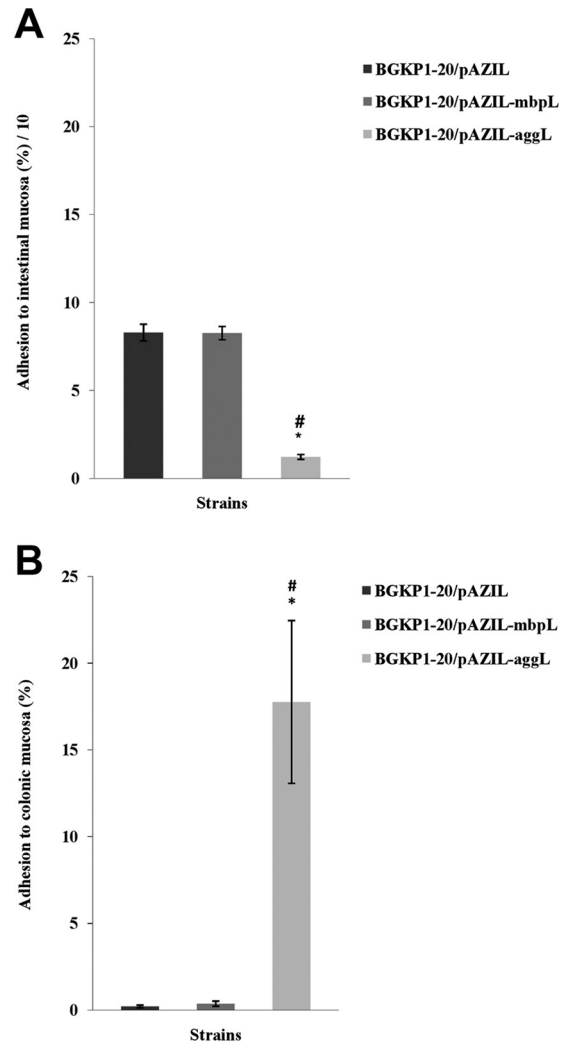 A
25
20
15
10
5
0
Adhesion to intestinal mucosa (%) / 10
#
*
Strains
BGKP1-20/pAZIL
BGKP1-20/pAZIL-mbpL
BGKP1-20/pAZIL-aggL
B
25
20
15
10
5
0
Adhesion to colonic mucosa (%)
#
*
Strains
BGKP1-20/pAZIL
BGKP1-20/pAZIL-mbpL
BGKP1-20/pAZIL-aggL